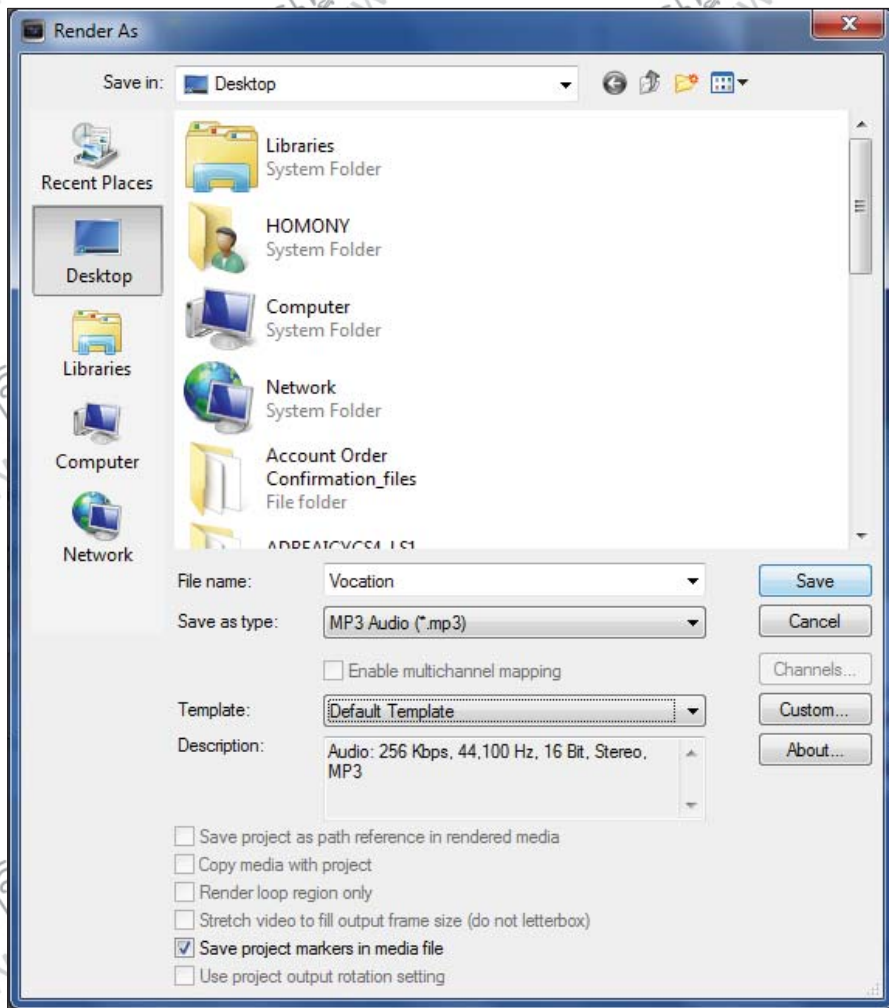 Render As
Save in:
Desktop
Recent Places
Desktop
Libraries
Computer
Network
Libraries
System Folder
HOMONY
System Folder
Computer
System Folder
Network
System Folder
Account Order
Confirmation_files
File folder
File name:
Vocation
Save
Save as type:
MP3 Audio (*.mp3)
Cancel
Enable multichannel mapping
Channels...
Template:
Default Template
Custom...
Description:
Audio: 256 Kbps, 44,100 Hz, 16 Bit, Stereo,
MP3
About...
Save project as path reference in rendered media
Copy media with project
Render loop region only
Stretch video to fill output frame size (do not letterbox)
Save project markers in media file
Use project output rotation setting